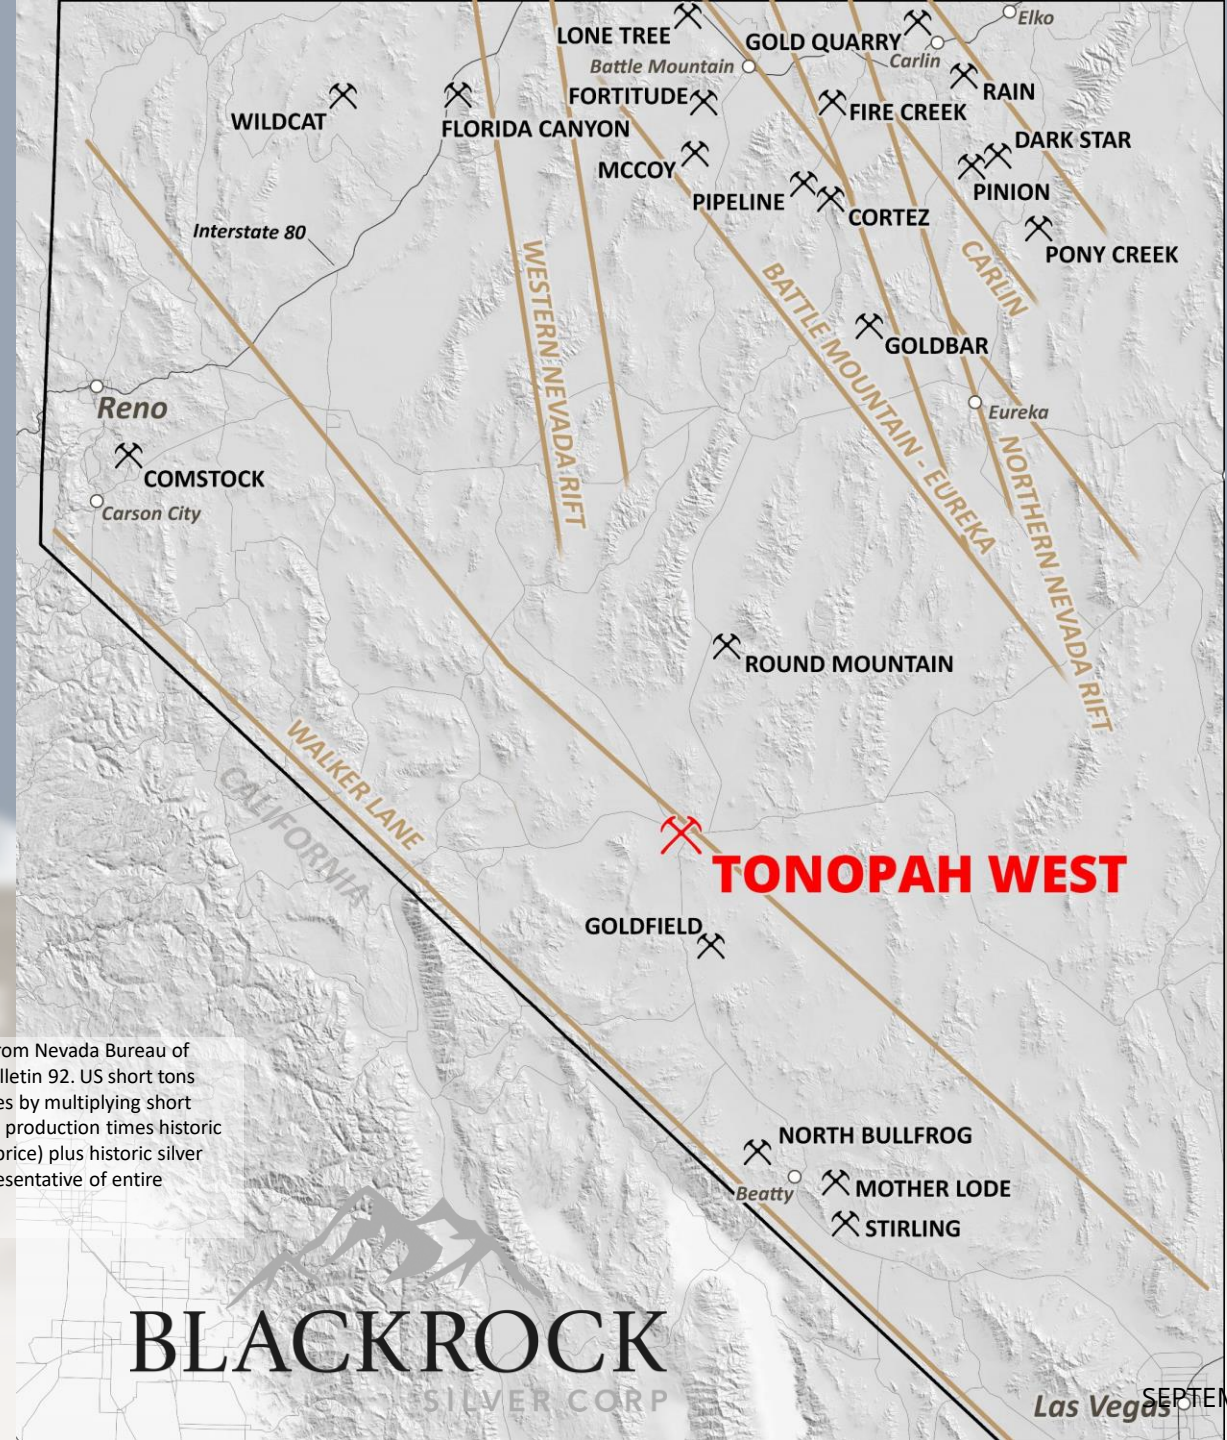 LONE TREE
GOLD QUARRY
Elko
Battle Mountain
Carlin
WILDCAT
FORTITUDE
RAIN
FLORIDA CANYON
FIRE CREEK
DARK STAR
MCCOY
PINION
PIPELINE
CORTEZ
Interstate 80
PONY CREEK
WESTERN NEVADA RIFT
BATTLE MOUNTAIN - EUREKA
CARLIN
GOLDBAR
Reno
Eureka
COMSTOCK
Carson City
NORTHERN NEVADA RIFT
ROUND MOUNTAIN
WALKER LANE
CALIFORNIA
TONOPAH WEST
GOLDFIELD
rom Nevada Bureau of
lletin 92. US short tons
es by multiplying short
production times historic
price) plus historic silver
esentative of entire
NORTH BULLFROG
Beatty
MOTHER LODE
STIRLING
BLACKROCK
SILVER CORP
Las Vegas
SEPTEM